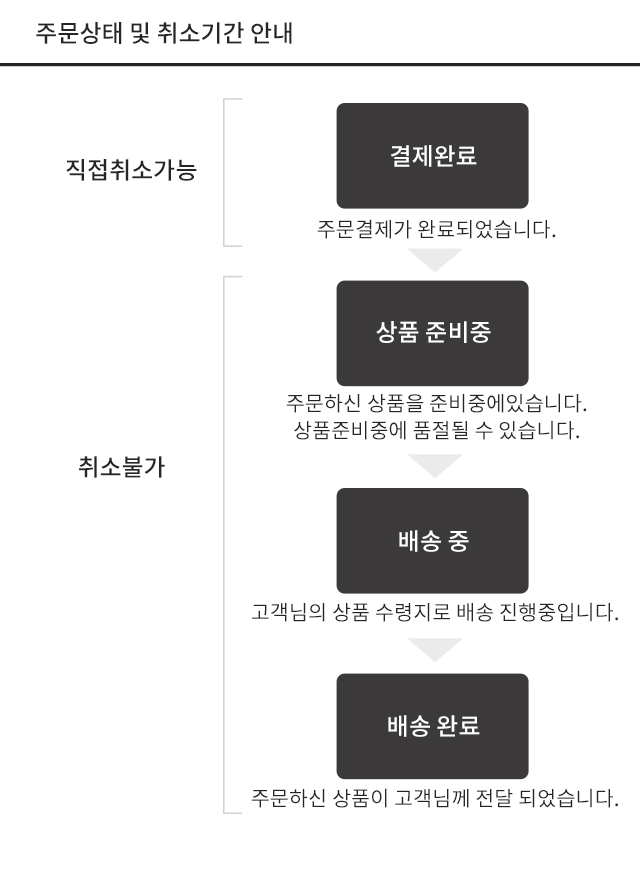 주문상태 및 취소기간 안내
직접취소가능
결제완료
주문결제가 완료되었습니다.
취소불가
상품 준비중
주문하신 상품을 준비중에있습니다.
상품준비중에 품절될 수 있습니다.
배송 중
고객님의 상품 수령지로 배송 진행중입니다.
배송 완료
주문하신 상품이 고객님께 전달 되었습니다.